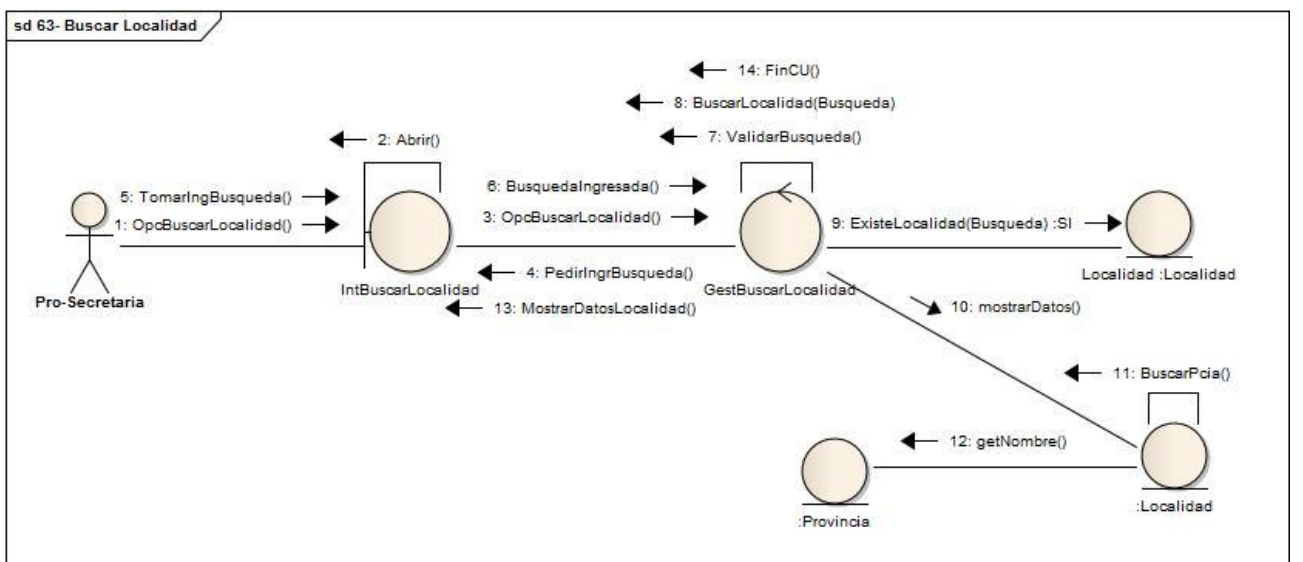 sd 63- Buscar Localidad
14: FinCU()
8: BuscarLocalidad(Busqueda)
7: ValidarBusqueda()
2: Abrir()
5: TomarIngBusqueda()
1: OpcBuscarLocalidad()
6: BusquedaIngresada()
3: OpcBuscarLocalidad()
9: ExisteLocalidad(Busqueda) :SI
4: PedirIngrBusqueda()
13: MostrarDatosLocalidad()
Pro-Secretaria
IntBuscarLocalidad
GestBuscarLocalidad
Localidad :Localidad
10: mostrarDatos()
11: BuscarPcia()
12: getNombre()
:Provincia
:Localidad